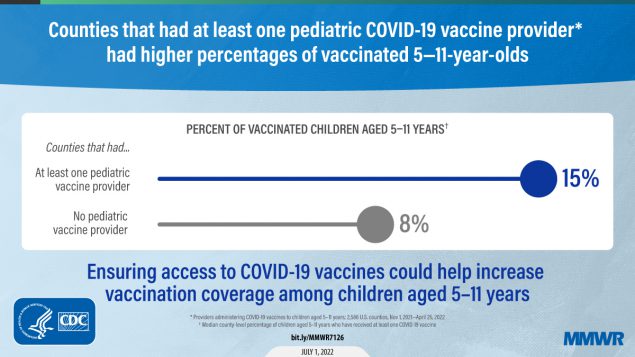 Counties that had at least one pediatric COVID-19 vaccine provider*
had higher percentages of vaccinated 5—11-year-olds
PERCENT OF VACCINATED CHILDREN AGED 5–11 YEARS†
Counties that had...
At least one pediatric
vaccine provider
15%
No pediatric
vaccine provider
8%
Ensuring access to COVID-19 vaccines could help increase
vaccination coverage among children aged 5–11 years
* Providers administering COVID-19 vaccines to children aged 5–11 years; 2,586 U.S. counties, Nov 1, 2021–April 25, 2022
† Median county-level percentage of children aged 5–11 years who have received at least one COVID-19 vaccine
CDC
bit.ly/MMWR7126
MMWR
JULY 1, 2022